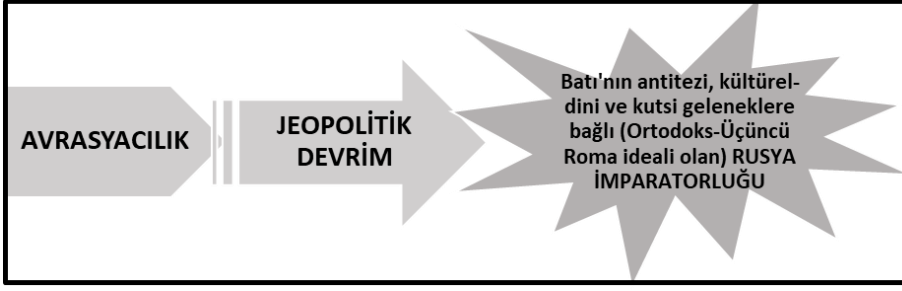 AVRASYACILIK
JEOPOLİTİK
DEVRİM
Batı'nın antitezi, kültürel-
dini ve kutsi geleneklere
bağlı (Ortodoks-Üçüncü
Roma ideali olan) RUSYA
İMPARATORLUĞU